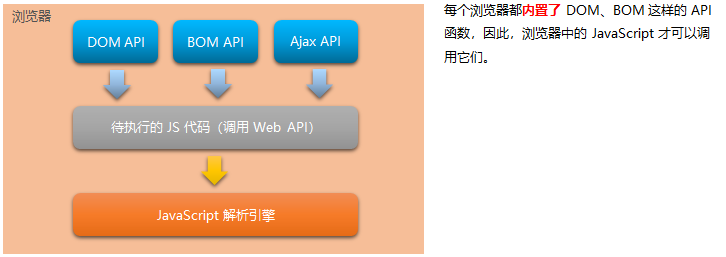 浏览器
DOM API
BOM API
Ajax API
待执行的 JS 代码（调用 Web API）
JavaScript 解析引擎
每个浏览器都内置了 DOM、BOM 这样的 API
函数，因此，浏览器中的 JavaScript 才可以调
用它们。